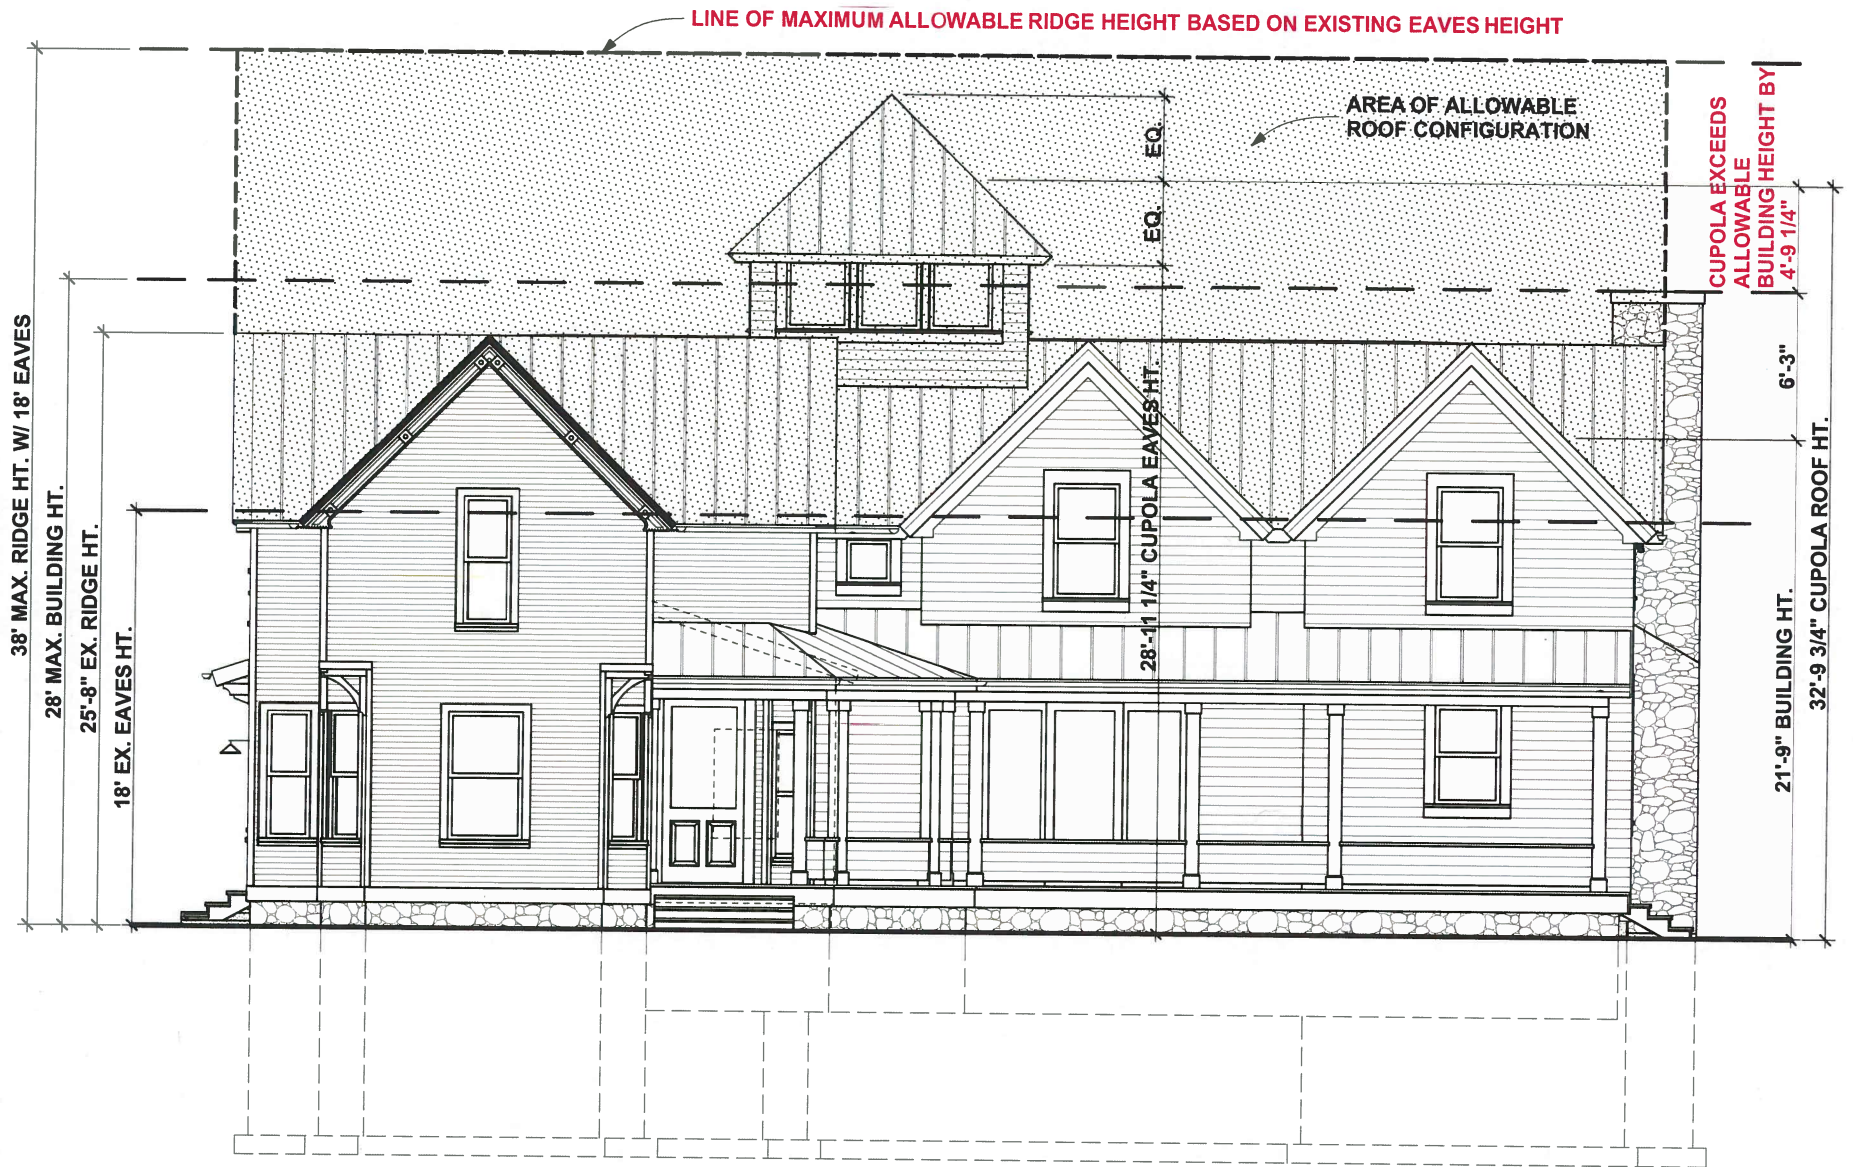 LINE OF MAXIMUM ALLOWABLE RIDGE HEIGHT BASED ON EXISTING EAVES HEIGHT
AREA OF ALLOWABLE
ROOF CONFIGURATION
CUPOLA EXCEEDS
ALLOWABLE
BUILDING HEIGHT BY
4'-9 1/4"
EQ.
EQ.
38' MAX. RIDGE HT. W/ 18' EAVES
28' MAX. BUILDING HT.
25'-8" EX. RIDGE HT.
18' EX. EAVES HT.
28'-11 1/4" CUPOLA EAVES HT.
6'-3"
21'-9" BUILDING HT.
32'-9 3/4" CUPOLA ROOF HT.